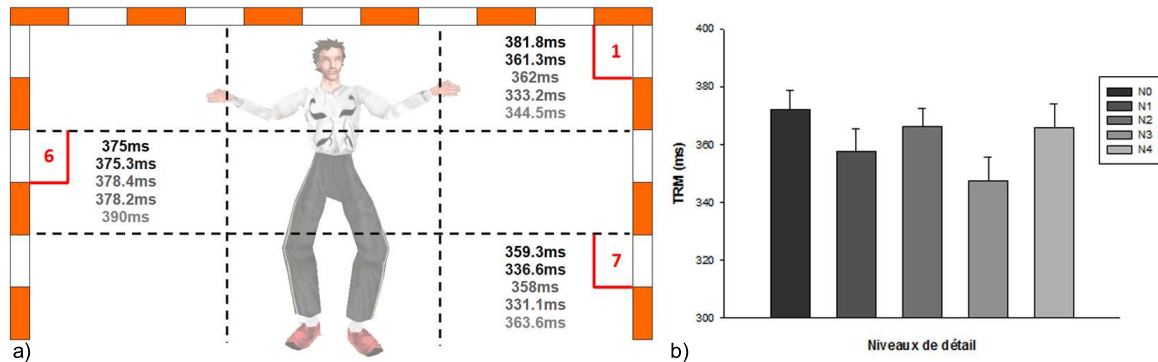 381.8ms
361.3ms
362ms
333.2ms
344.5ms
1
6
375ms
375.3ms
378.4ms
378.2ms
390ms
359.3ms
336.6ms
358ms
331.1ms
363.6ms
7
a)
400
380
360
340
320
300
TRM (ms)
Niveaux de détail
N0
N1
N2
N3
N4
b)